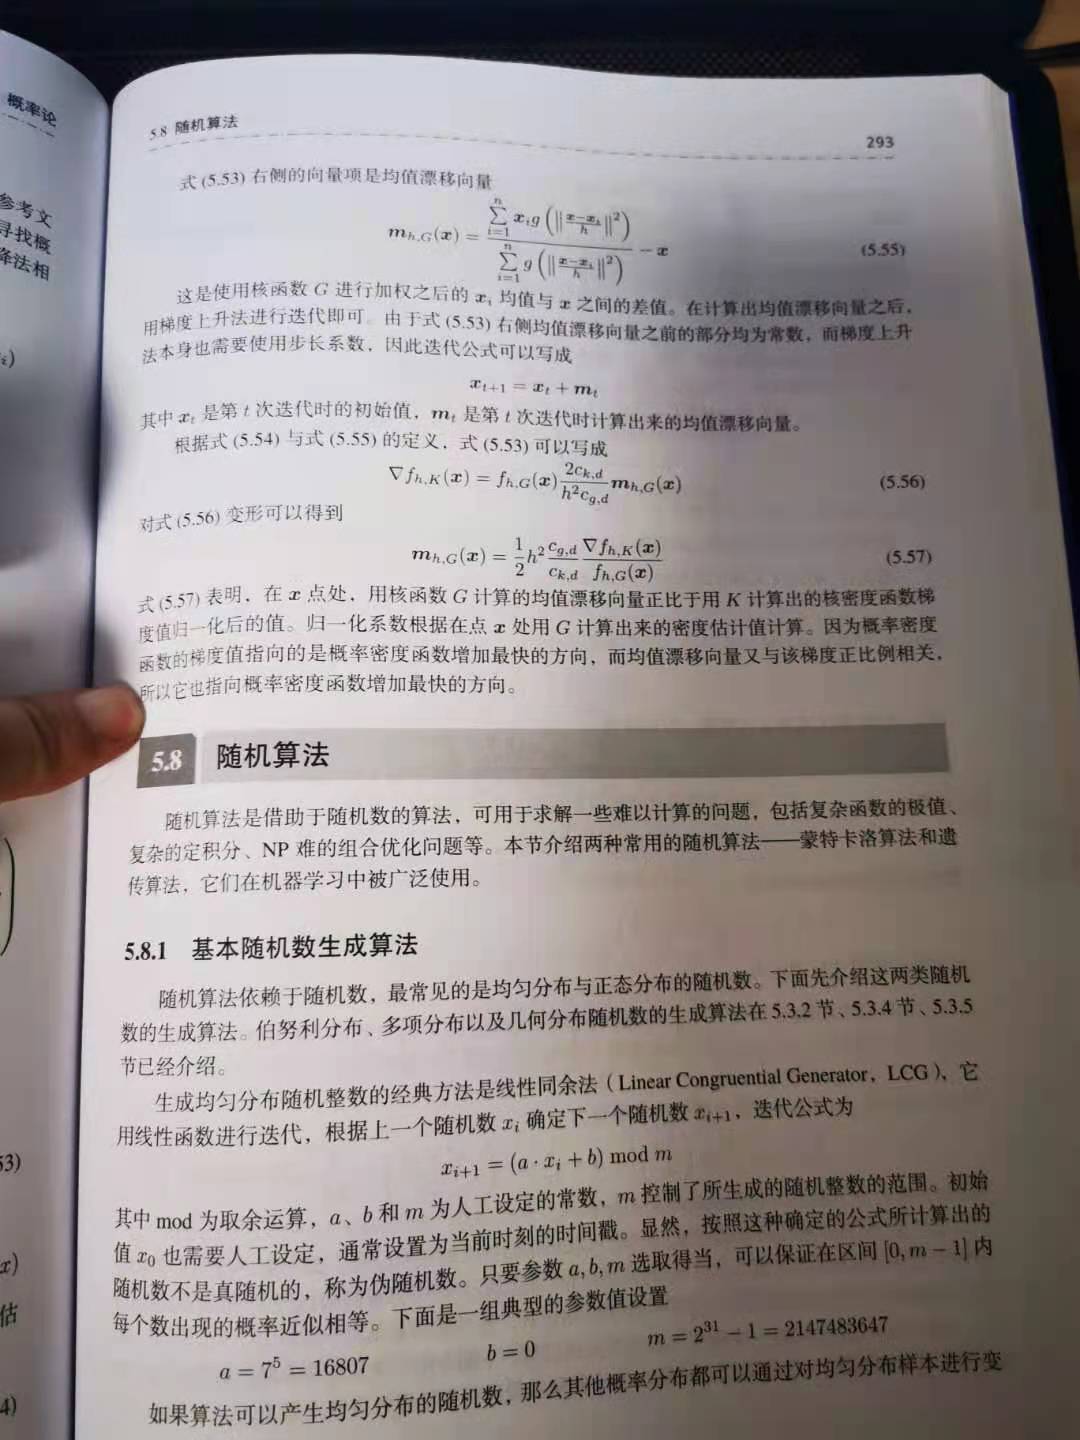 概率论
参考文
寻找概
降法相
53)
x)
估
4)
5.8 随机算法
293
式 (5.53) 右侧的向量项是均值漂移向量
m_{h,G}(x) = \frac{\sum_{i=1}^{n} x_i g(‖\frac{x-x_i}{h}‖^2)}{\sum_{i=1}^{n} g(‖\frac{x-x_i}{h}‖^2)} − x (5.55)
这是使用核函数 G 进行加权之后的 x_i 均值与 x 之间的差值。在计算出均值漂移向量之后，
用梯度上升法进行迭代即可。由于式 (5.53) 右侧均值漂移向量之前的部分均为常数，而梯度上升
法本身也需要使用步长系数，因此迭代公式可以写成
x_{t+1} = x_t + m_t
其中 x_t 是第 t 次迭代时的初始值，m_t 是第 t 次迭代时计算出来的均值漂移向量。
根据式 (5.54) 与式 (5.55) 的定义，式 (5.53) 可以写成
∇f_{h,K}(x) = f_{h,G}(x) \frac{2c_{k,d}}{h^2 c_{g,d}} m_{h,G}(x) (5.56)
对式 (5.56) 变形可以得到
m_{h,G}(x) = \frac{1}{2} h^2 \frac{c_{g,d}}{c_{k,d}} \frac{∇f_{h,K}(x)}{f_{h,G}(x)} (5.57)
式 (5.57) 表明，在 x 点处，用核函数 G 计算的均值漂移向量正比于用 K 计算出的核密度函数梯
度值归一化后的值。归一化系数根据在点 x 处用 G 计算出来的密度估计值计算。因为概率密度
函数的梯度值指向的是概率密度函数增加最快的方向，而均值漂移向量又与该梯度正比例相关，
所以它也指向概率密度函数增加最快的方向。
5.8 随机算法
随机算法是借助于随机数的算法，可用于求解一些难以计算的问题，包括复杂函数的极值、
复杂的定积分、NP 难的组合优化问题等。本节介绍两种常用的随机算法——蒙特卡洛算法和遗
传算法，它们在机器学习中被广泛使用。
5.8.1 基本随机数生成算法
随机算法依赖于随机数，最常见的是均匀分布与正态分布的随机数。下面先介绍这两类随机
数的生成算法。伯努利分布、多项分布以及几何分布随机数的生成算法在 5.3.2 节、5.3.4 节、5.3.5
节已经介绍。
生成均匀分布随机整数的经典方法是线性同余法（Linear Congruential Generator，LCG），它
用线性函数进行迭代，根据上一个随机数 x_i 确定下一个随机数 x_{i+1}，迭代公式为
x_{i+1} = (a · x_i + b) mod m
其中 mod 为取余运算，a、b 和 m 为人工设定的常数，m 控制了所生成的随机整数的范围。初始
值 x_0 也需要人工设定，通常设置为当前时刻的时间戳。显然，按照这种确定的公式所计算出的
随机数不是真随机的，称为伪随机数。只要参数 a, b, m 选取得当，可以保证在区间 [0, m − 1] 内
每个数出现的概率近似相等。下面是一组典型的参数值设置
a = 7^5 = 16807 b = 0 m = 2^{31} − 1 = 2147483647
如果算法可以产生均匀分布的随机数，那么其他概率分布都可以通过对均匀分布样本进行变